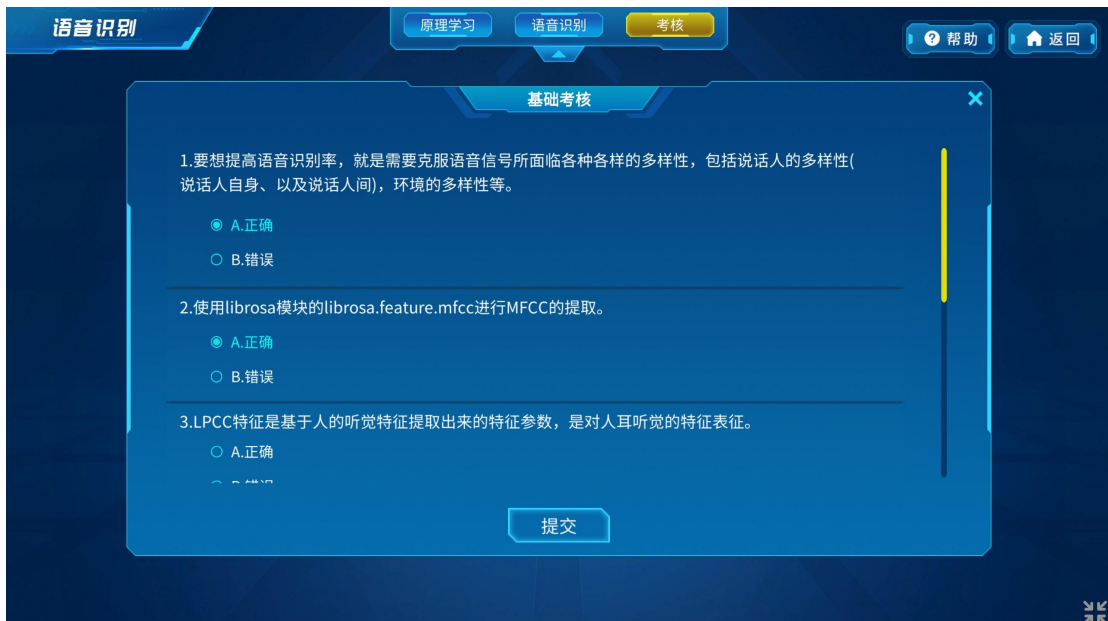 语音识别
原理学习
语音识别
考核
帮助
返回
基础考核
1.要想提高语音识别率，就是需要克服语音信号所面临各种各样的多样性，包括说话人的多样性(
说话人自身、以及说话人间)，环境的多样性等。
A.正确
B.错误
2.使用librosa模块的librosa.feature.mfcc进行MFCC的提取。
A.正确
B.错误
3.LPCC特征是基于人的听觉特征提取出来的特征参数，是对人耳听觉的特征表征。
A.正确
提交